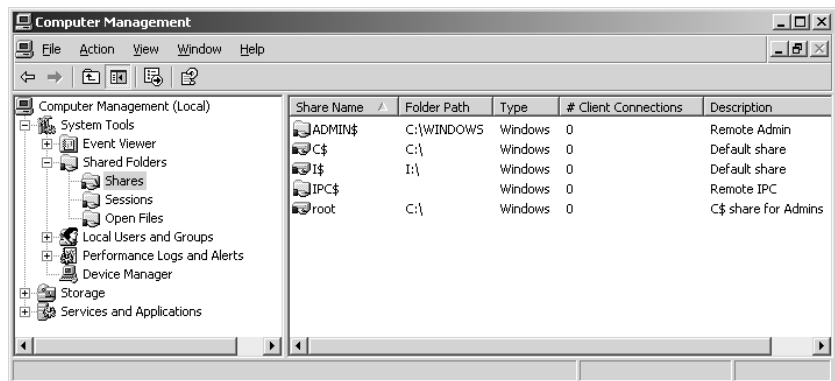 Computer Management
File Action View Window Help
Computer Management (Local)
System Tools
Event Viewer
Shared Folders
Shares
Sessions
Open Files
Local Users and Groups
Performance Logs and Alerts
Device Manager
Storage
Services and Applications
Share Name Folder Path Type # Client Connections Description
ADMIN$ C:\WINDOWS Windows 0 Remote Admin
C$ C:\ Windows 0 Default share
I$ I:\ Windows 0 Default share
IPC$ Windows 0 Remote IPC
root C:\ Windows 0 C$ share for Admins